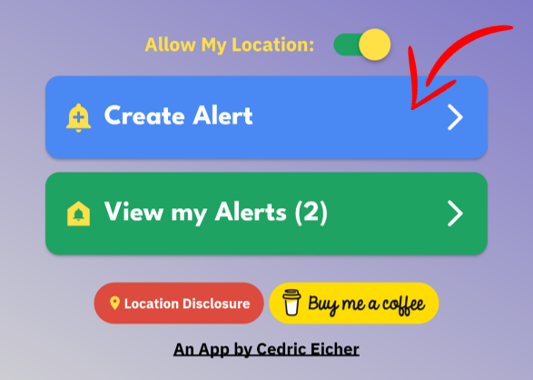 Allow My Location:
Create Alert
View my Alerts (2)
Location Disclosure
Buy me a coffee
An App by Cedric Eicher